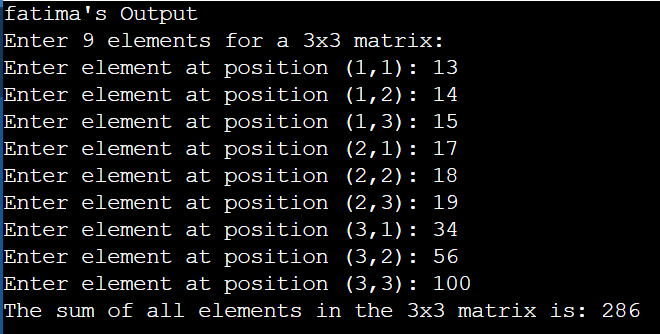 fatima's Output
Enter 9 elements for a 3x3 matrix:
Enter element at position (1,1): 13
Enter element at position (1,2): 14
Enter element at position (1,3): 15
Enter element at position (2,1): 17
Enter element at position (2,2): 18
Enter element at position (2,3): 19
Enter element at position (3,1): 34
Enter element at position (3,2): 56
Enter element at position (3,3): 100
The sum of all elements in the 3x3 matrix is: 286